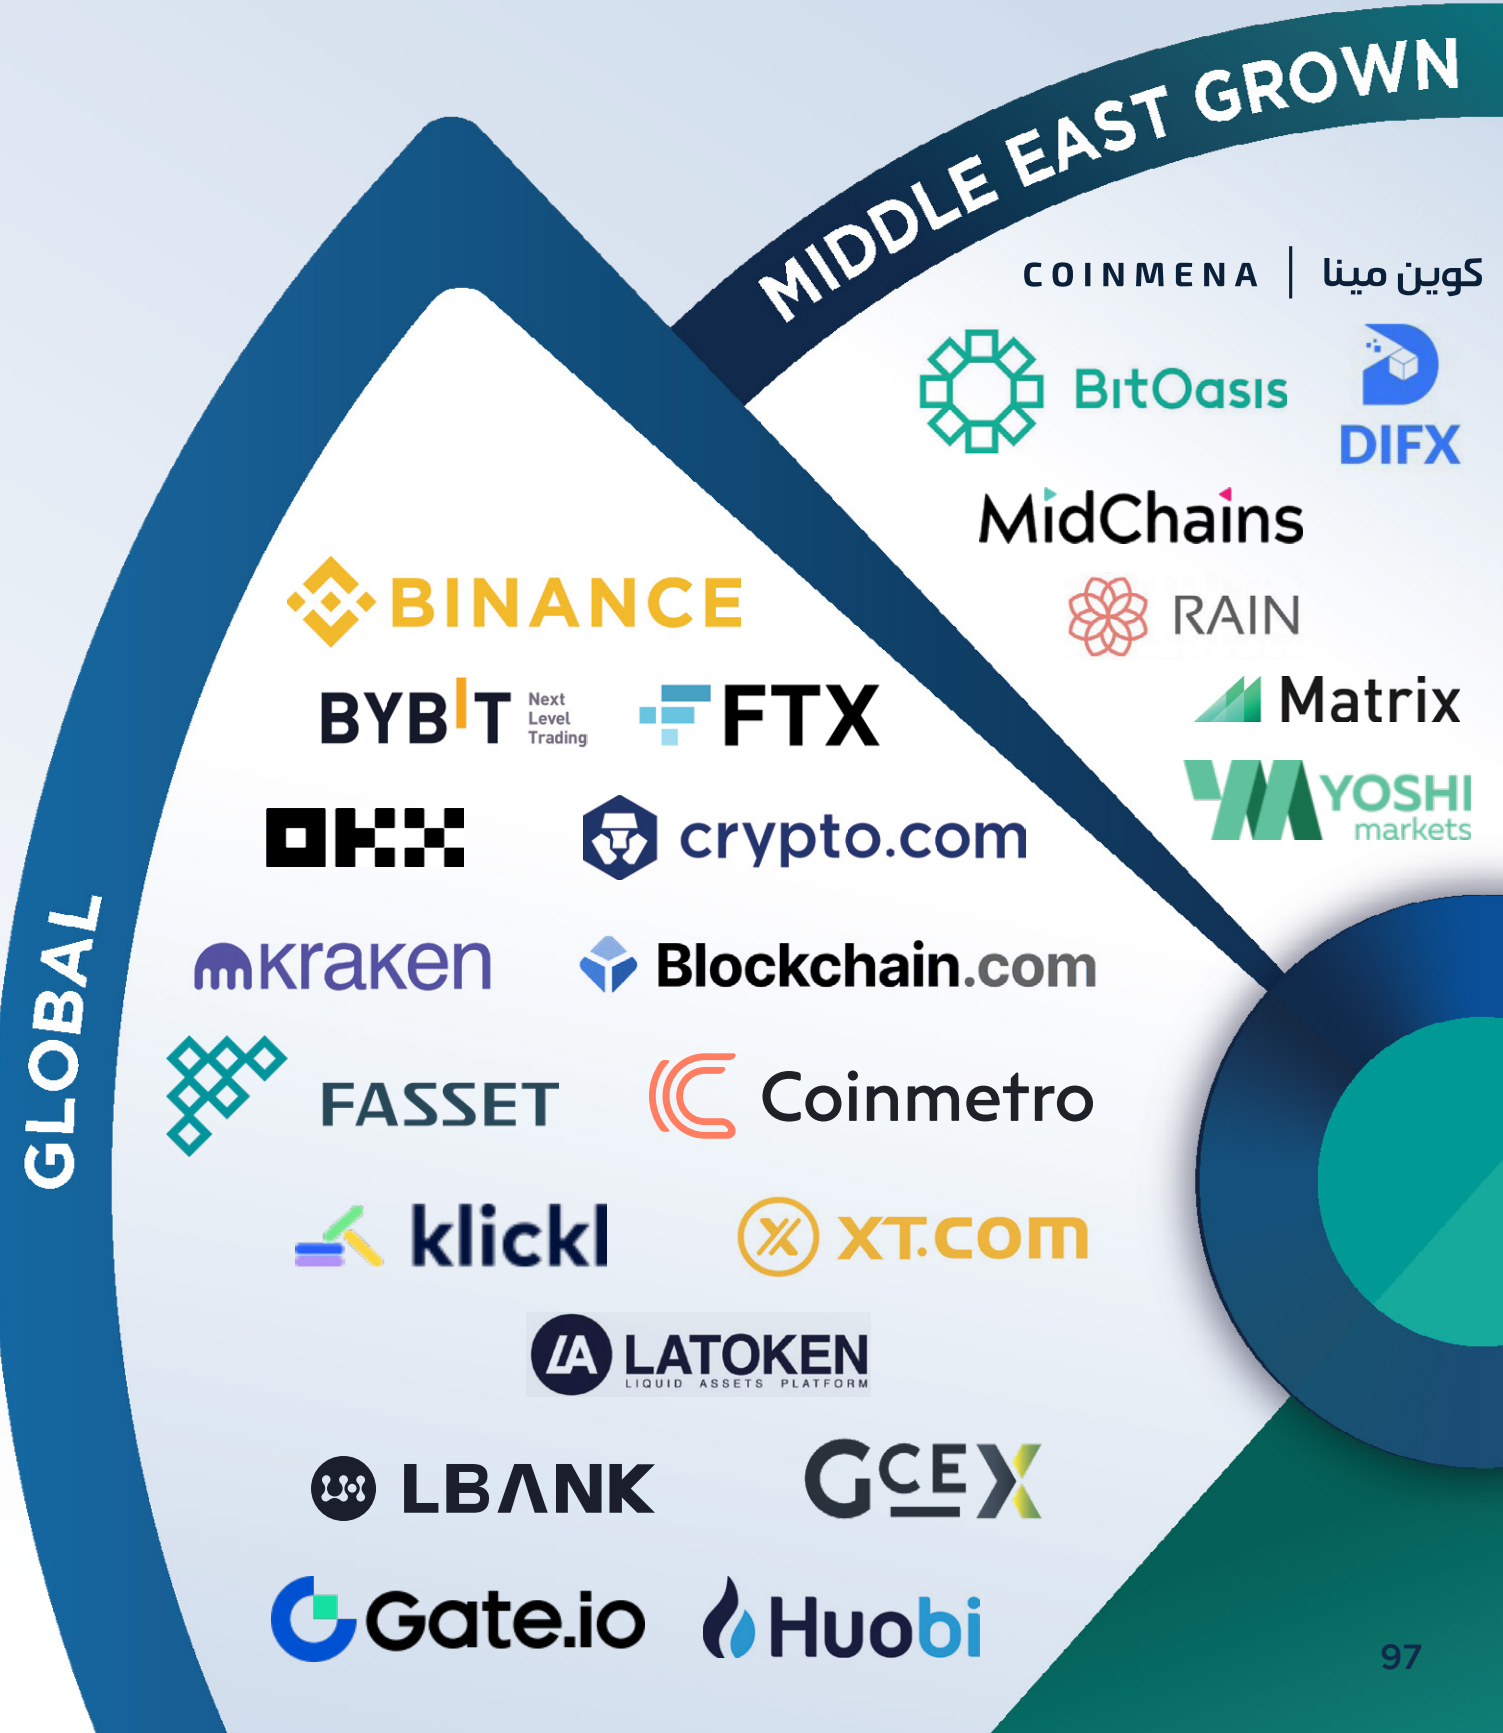 MIDDLE EAST GROWN
COINMENA | كوين مينا
BitOasis
DIFX
MidChains
RAIN
Matrix
YOSHI
markets
GLOBAL
BINANCE
BYBIT Next Level Trading
FTX
OKX
crypto.com
kraken
Blockchain.com
FASSET
Coinmetro
klickl
XT.COM
LATOKEN
LIQUID ASSETS PLATFORM
LBANK
GCEX
Gate.io
Huobi
97